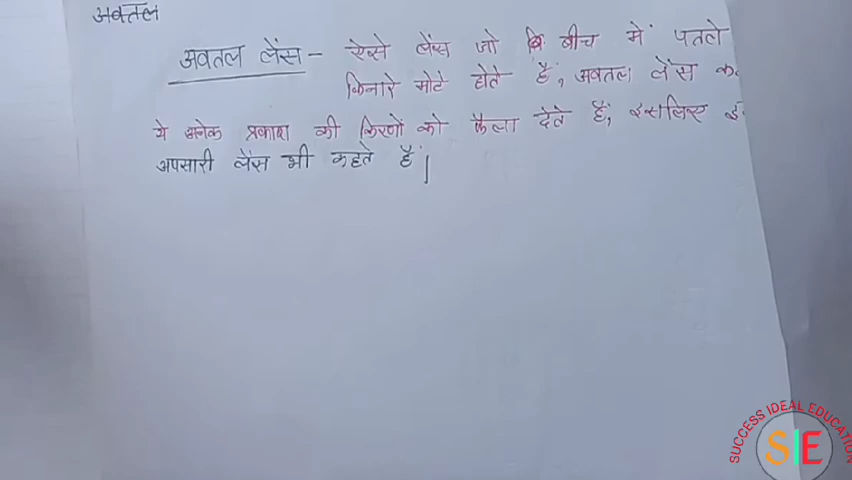 अवतल
अवतल लेंस - ऐसे लेंस जो बीच में पतले
किनारे मोटे होते हैं, अवतल लेंस
ये अनेक प्रकाश की किरणों को फैला देते हैं, इसलिए
अपसारी लेंस भी कहते हैं।
SUCCESS IDEAL EDUCATION
SIE